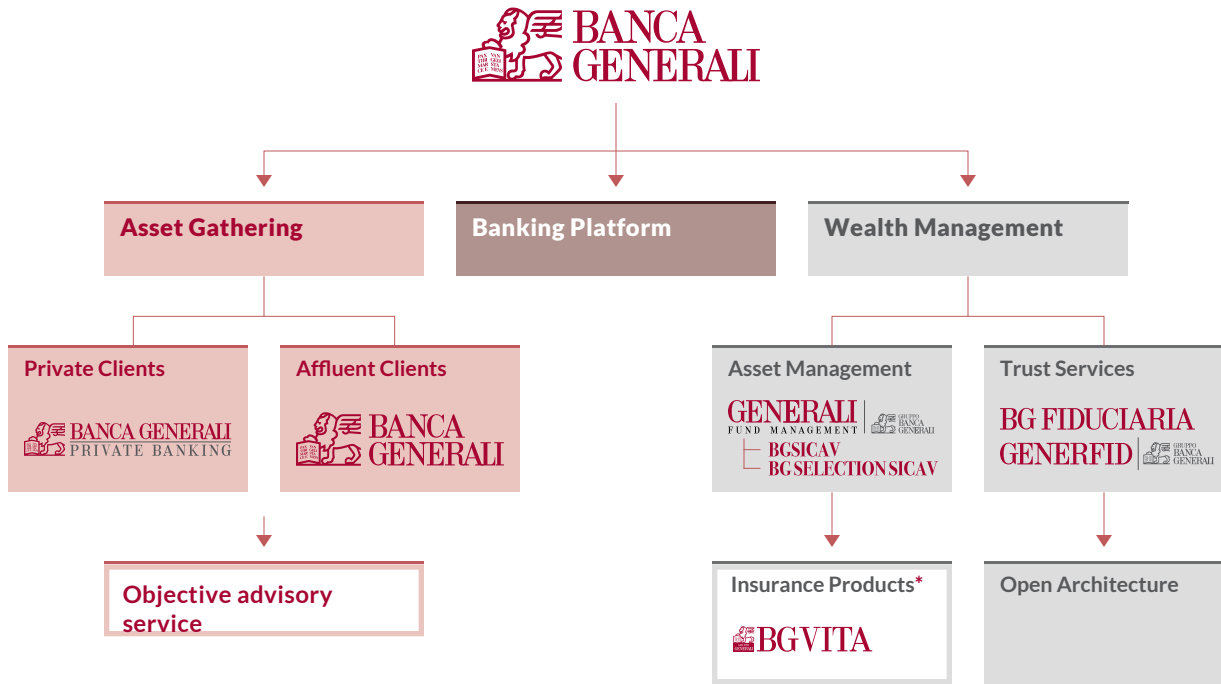 BANCA
GENERALI
Asset Gathering
Banking Platform
Wealth Management
Private Clients
BANCA GENERALI
PRIVATE BANKING
Affluent Clients
BANCA
GENERALI
Asset Management
GENERALI
FUND MANAGEMENT
GRUPPO
BANCA
GENERALI
BGSICAV
BG SELECTION SICAV
Trust Services
BG FIDUCIARIA
GENERFID
GRUPPO
BANCA
GENERALI
Objective advisory
service
Insurance Products*
BGVITA
Open Architecture